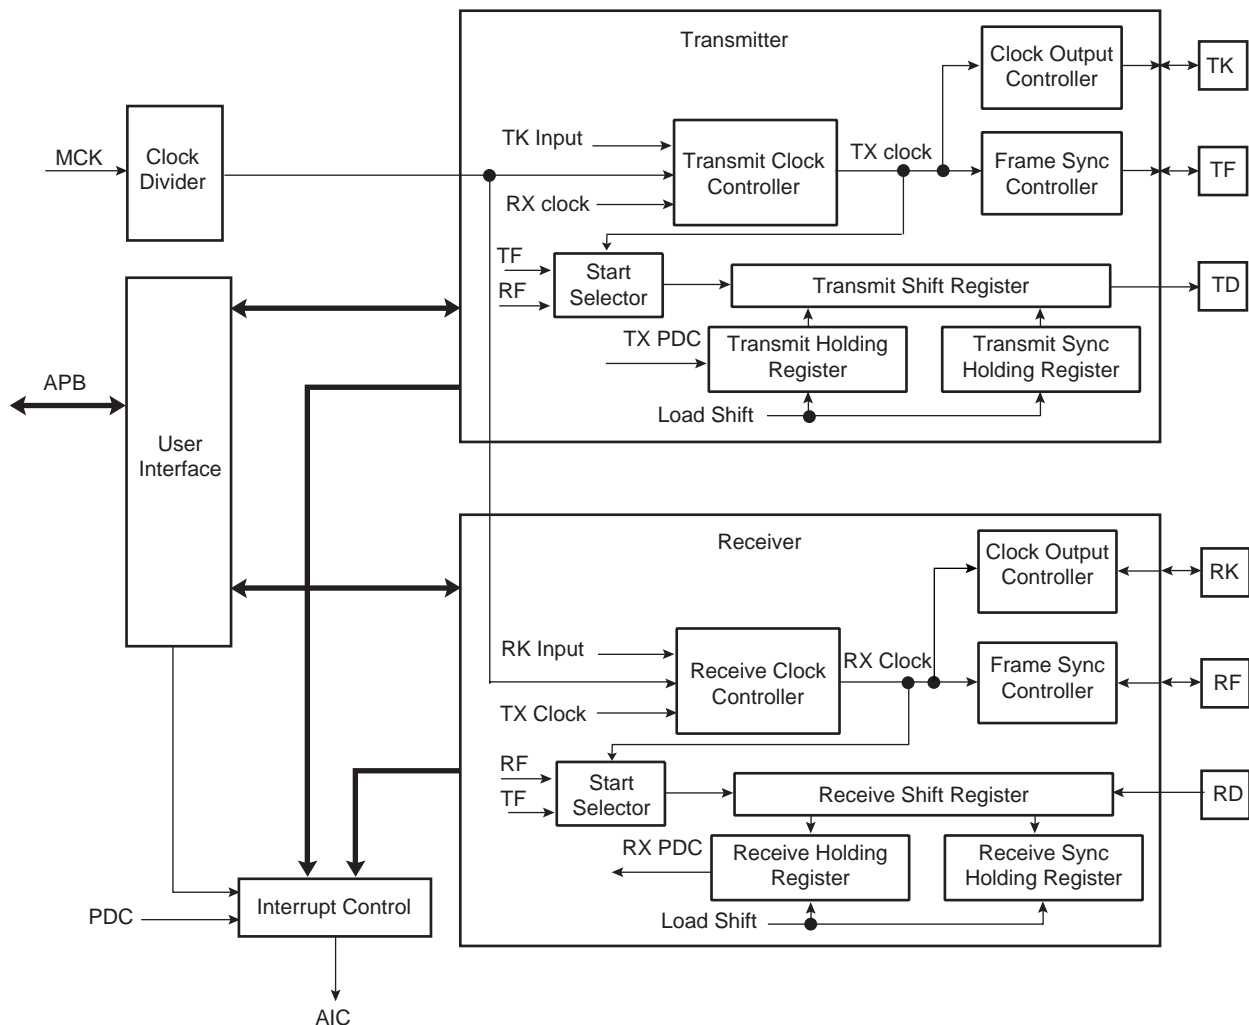 Transmitter
Clock Output
Controller
TK
MCK
Clock
Divider
TK Input
Transmit Clock
Controller
RX clock
TX clock
Frame Sync
Controller
TF
TF
RF
Start
Selector
Transmit Shift Register
TD
TX PDC
Transmit Holding
Register
Transmit Sync
Holding Register
Load Shift
APB
User
Interface
Receiver
Clock Output
Controller
RK
RK Input
Receive Clock
Controller
TX Clock
RX Clock
Frame Sync
Controller
RF
RF
TF
Start
Selector
Receive Shift Register
RD
RX PDC
Receive Holding
Register
Receive Sync
Holding Register
Load Shift
PDC
Interrupt Control
AIC